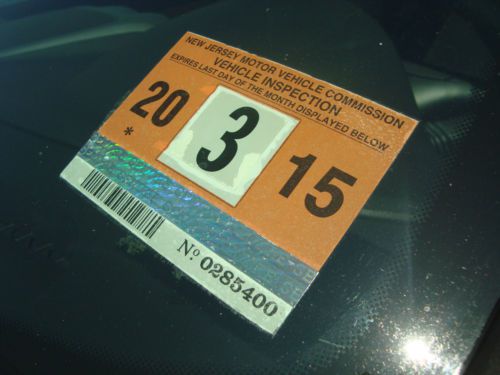 NEW JERSEY MOTOR VEHICLE COMMISSION
VEHICLE INSPECTION
EXPIRES LAST DAY OF THE MONTH DISPLAYED BELOW
20 3 15
*
Nº 0285400